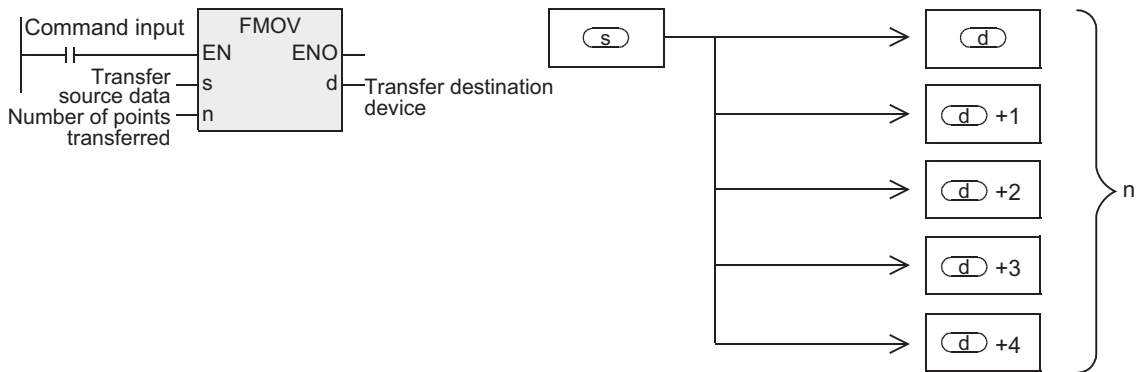 Command input
FMOV
EN ENO
Transfer
source data
s d
Transfer destination
device
Number of points
transferred
n
s
d
d +1
d +2
d +3
d +4
n